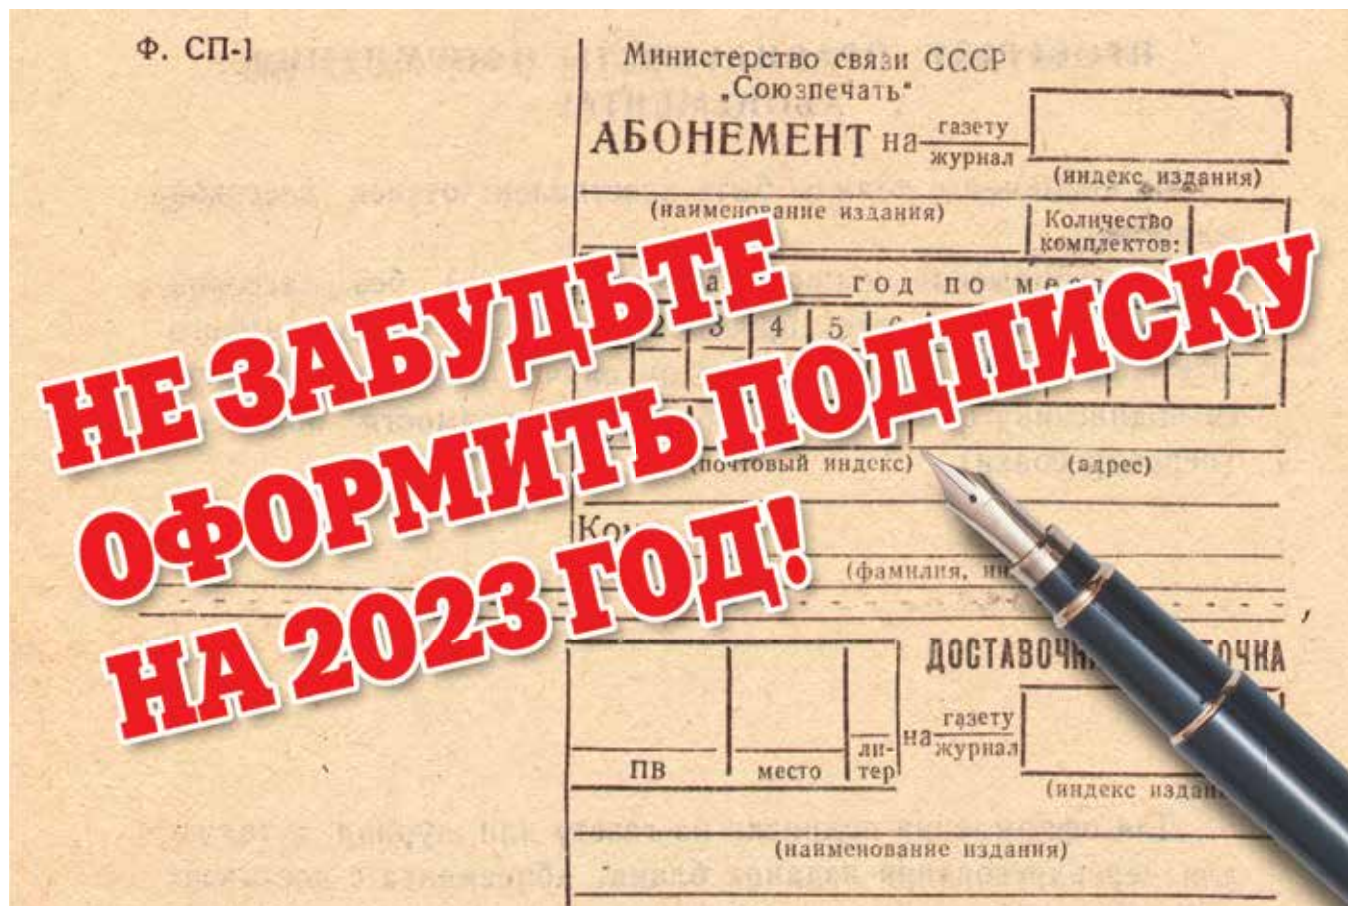 Ф. СП-1
Министерство связи СССР
„Союзпечать“
АБОНЕМЕНТ на газету
журнал
(индекс издания)
(наименование издания)
Количество
комплектов:
НЕ ЗАБУДЬТЕ
ОФОРМИТЬ ПОДПИСКУ
НА 2023 ГОД!
год по
2 3 4 5 6
(почтовый индекс)
(адрес)
(фамилия,
ДОСТАВОЧН
на газету
журнал
ПВ
место
ли-
тер
(индекс
(наименование издания)